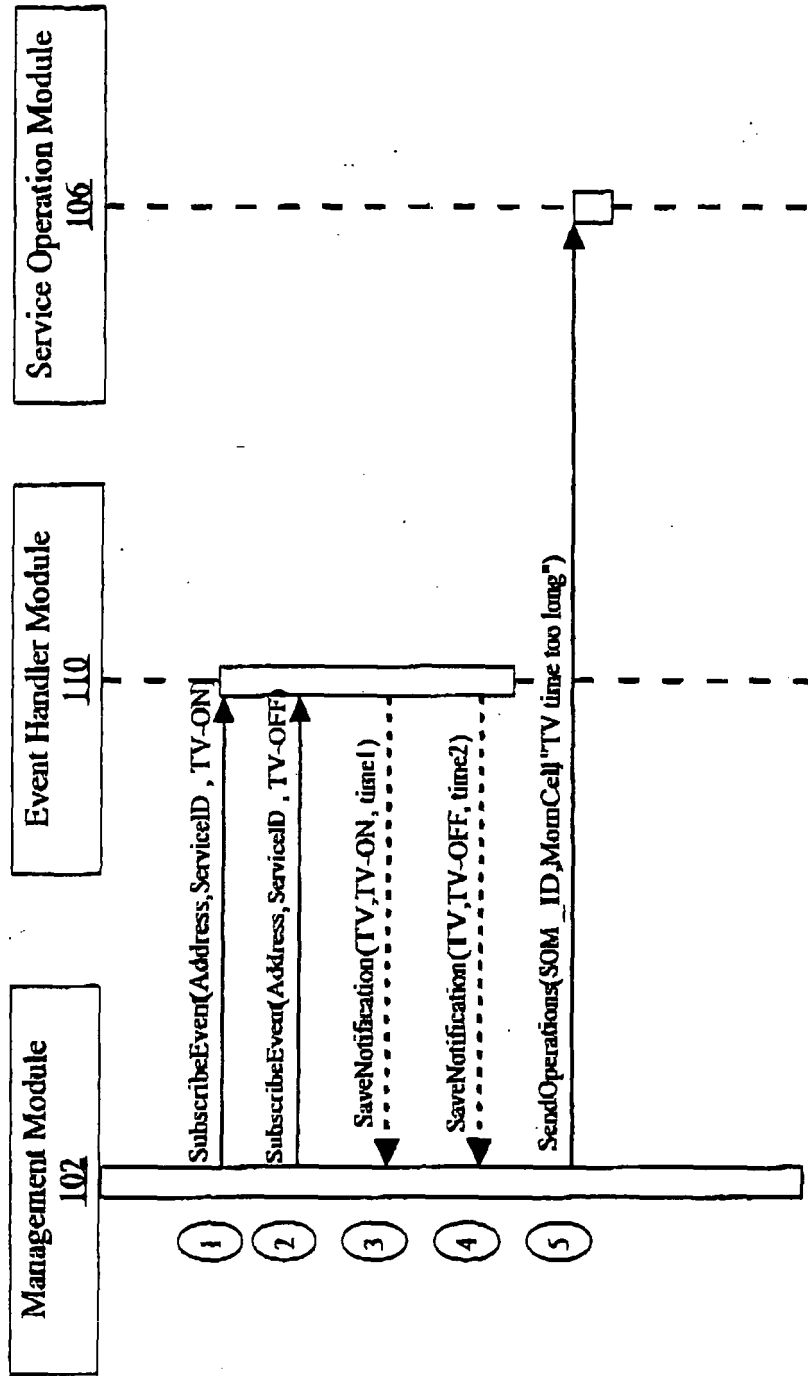 Management Module
102
Event Handler Module
110
Service Operation Module
106
1
SubscribeEvent(Address,ServiceID , TV-ON)
2
SubscribeEvent(Address,ServiceID , TV-OFF)
3
SaveNotification(TV,TV-ON, time1)
4
SaveNotification(TV,TV-OFF, time2)
5
SendOperations(SOM_ID,MomCell,"TV time too long")